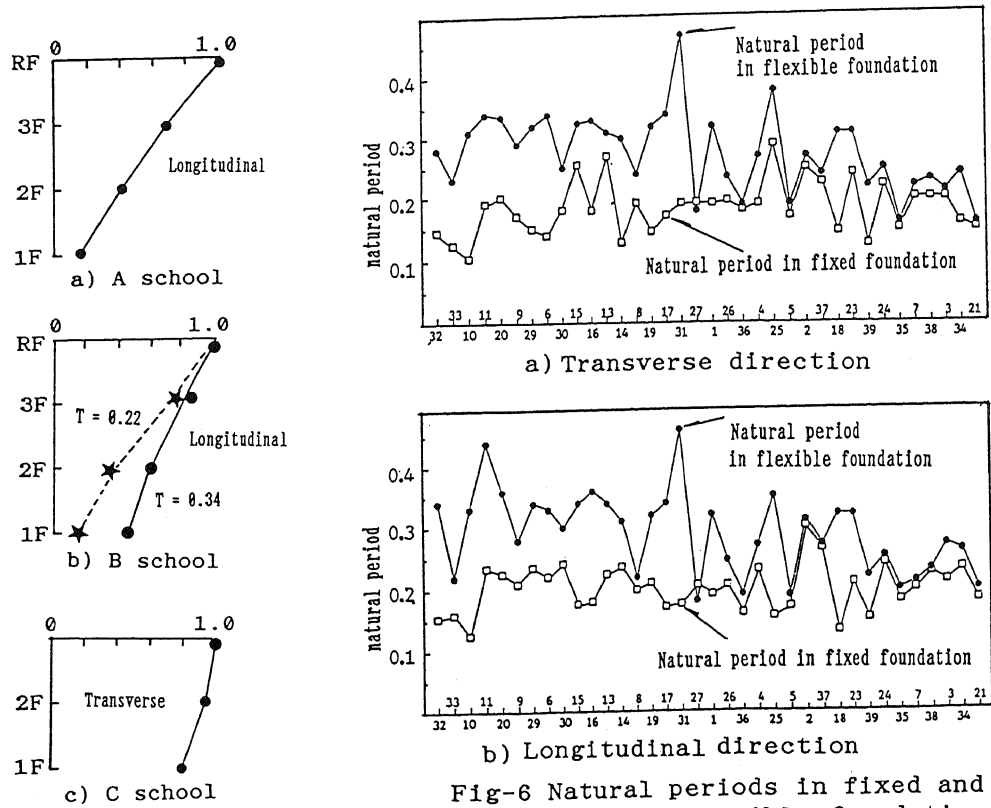 0 1.0
RF
3F
2F
1F
Longitudinal
a) A school
0 1.0
RF
3F
2F
1F
T = 0.22
Longitudinal
T = 0.34
b) B school
0 1.0
2F
1F
Transverse
c) C school
natural period
0.4
0.3
0.2
0.1
Natural period
in flexible foundation
Natural period in fixed foundation
33 11 9 6 15 13 8 17 27 26 4 5 37 23 24 7 3 21
32 10 20 29 30 16 14 19 31 1 36 25 2 18 39 35 38 34
a) Transverse direction
natural period
0.4
0.3
0.2
0.1
Natural period
in flexible foundation
Natural period in fixed foundation
33 11 9 6 15 13 8 17 27 26 4 5 37 23 24 7 3 21
32 10 20 29 30 16 14 19 31 1 36 25 2 18 39 35 38 34
b) Longitudinal direction
Fig-6 Natural periods in fixed and